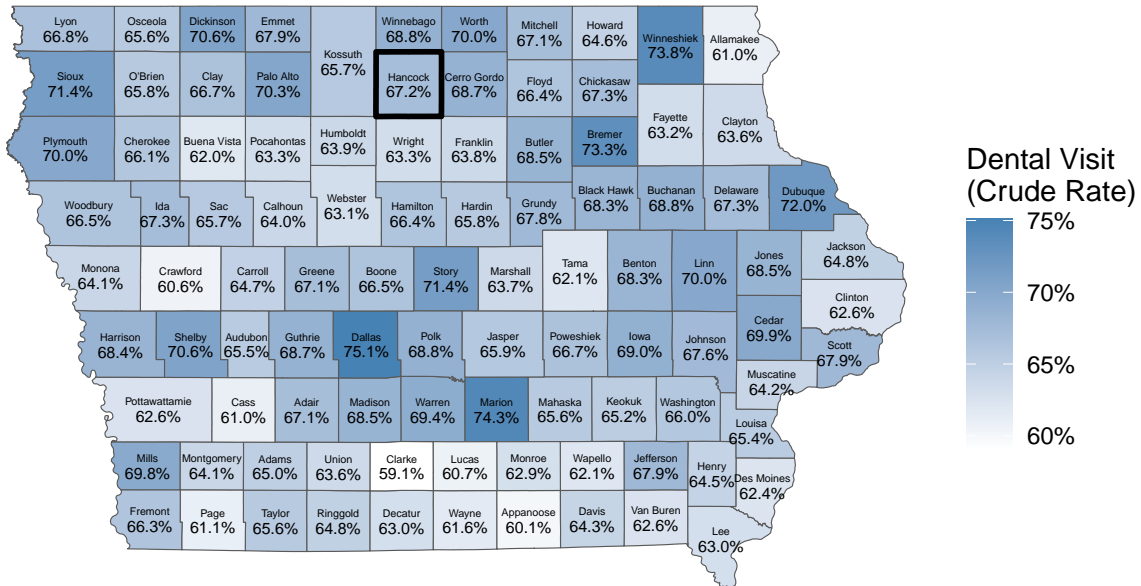 Lyon
66.8%
Osceola
65.6%
Dickinson
70.6%
Emmet
67.9%
Kossuth
65.7%
Winnebago
68.8%
Worth
70.0%
Mitchell
67.1%
Howard
64.6%
Winneshiek
73.8%
Allamakee
61.0%
Sioux
71.4%
O'Brien
65.8%
Clay
66.7%
Palo Alto
70.3%
Hancock
67.2%
Cerro Gordo
68.7%
Floyd
66.4%
Chickasaw
67.3%
Fayette
63.2%
Clayton
63.6%
Plymouth
70.0%
Cherokee
66.1%
Buena Vista
62.0%
Pocahontas
63.3%
Humboldt
63.9%
Wright
63.3%
Franklin
63.8%
Butler
68.5%
Bremer
73.3%
Woodbury
66.5%
Ida
67.3%
Sac
65.7%
Calhoun
64.0%
Webster
63.1%
Hamilton
66.4%
Hardin
65.8%
Grundy
67.8%
Black Hawk
68.3%
Buchanan
68.8%
Delaware
67.3%
Dubuque
72.0%
Monona
64.1%
Crawford
60.6%
Carroll
64.7%
Greene
67.1%
Boone
66.5%
Story
71.4%
Marshall
63.7%
Tama
62.1%
Benton
68.3%
Linn
70.0%
Jones
68.5%
Jackson
64.8%
Clinton
62.6%
Harrison
68.4%
Shelby
70.6%
Audubon
65.5%
Guthrie
68.7%
Dallas
75.1%
Polk
68.8%
Jasper
65.9%
Poweshiek
66.7%
Iowa
69.0%
Johnson
67.6%
Cedar
69.9%
Scott
67.9%
Muscatine
64.2%
Pottawattamie
62.6%
Cass
61.0%
Adair
67.1%
Madison
68.5%
Warren
69.4%
Marion
74.3%
Mahaska
65.6%
Keokuk
65.2%
Washington
66.0%
Louisa
65.4%
Mills
69.8%
Montgomery
64.1%
Adams
65.0%
Union
63.6%
Clarke
59.1%
Lucas
60.7%
Monroe
62.9%
Wapello
62.1%
Jefferson
67.9%
Henry
64.5%
Des Moines
62.4%
Fremont
66.3%
Page
61.1%
Taylor
65.6%
Ringgold
64.8%
Decatur
63.0%
Wayne
61.6%
Appanoose
60.1%
Davis
64.3%
Van Buren
62.6%
Lee
63.0%
Dental Visit
(Crude Rate)
75%
70%
65%
60%